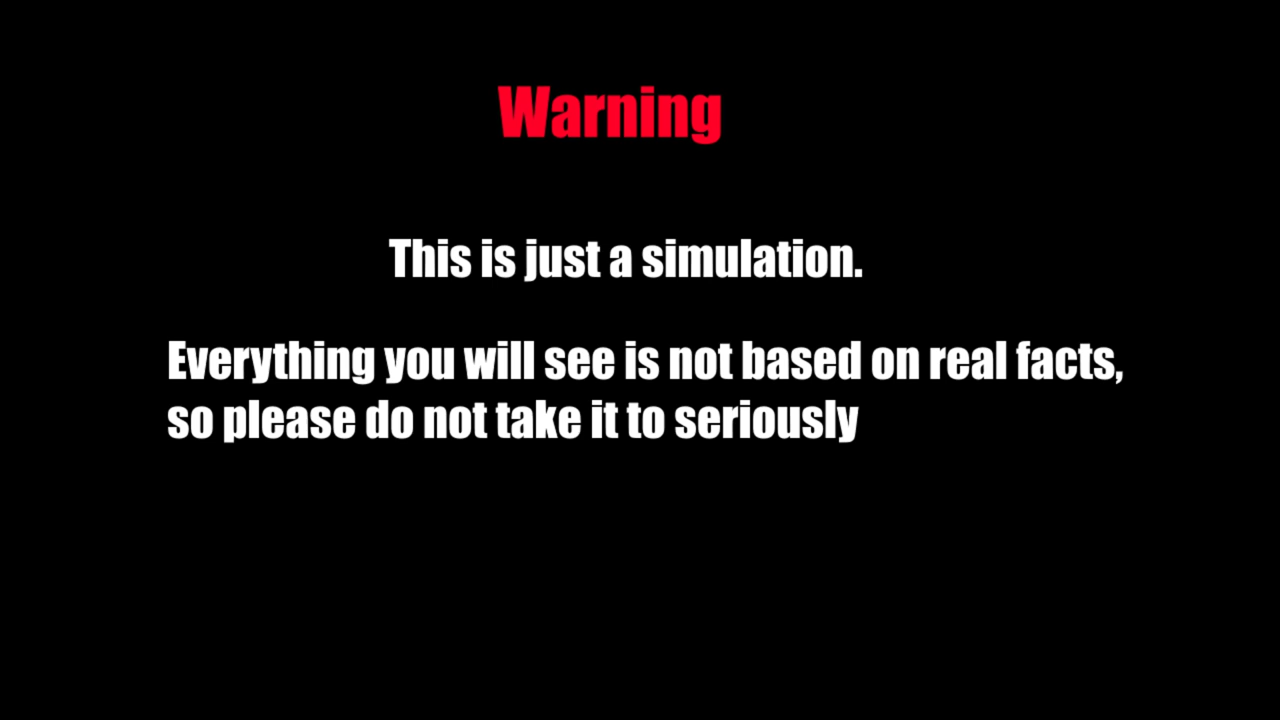 Warning
This is just a simulation.
Everything you will see is not based on real facts,
so please do not take it to seriously